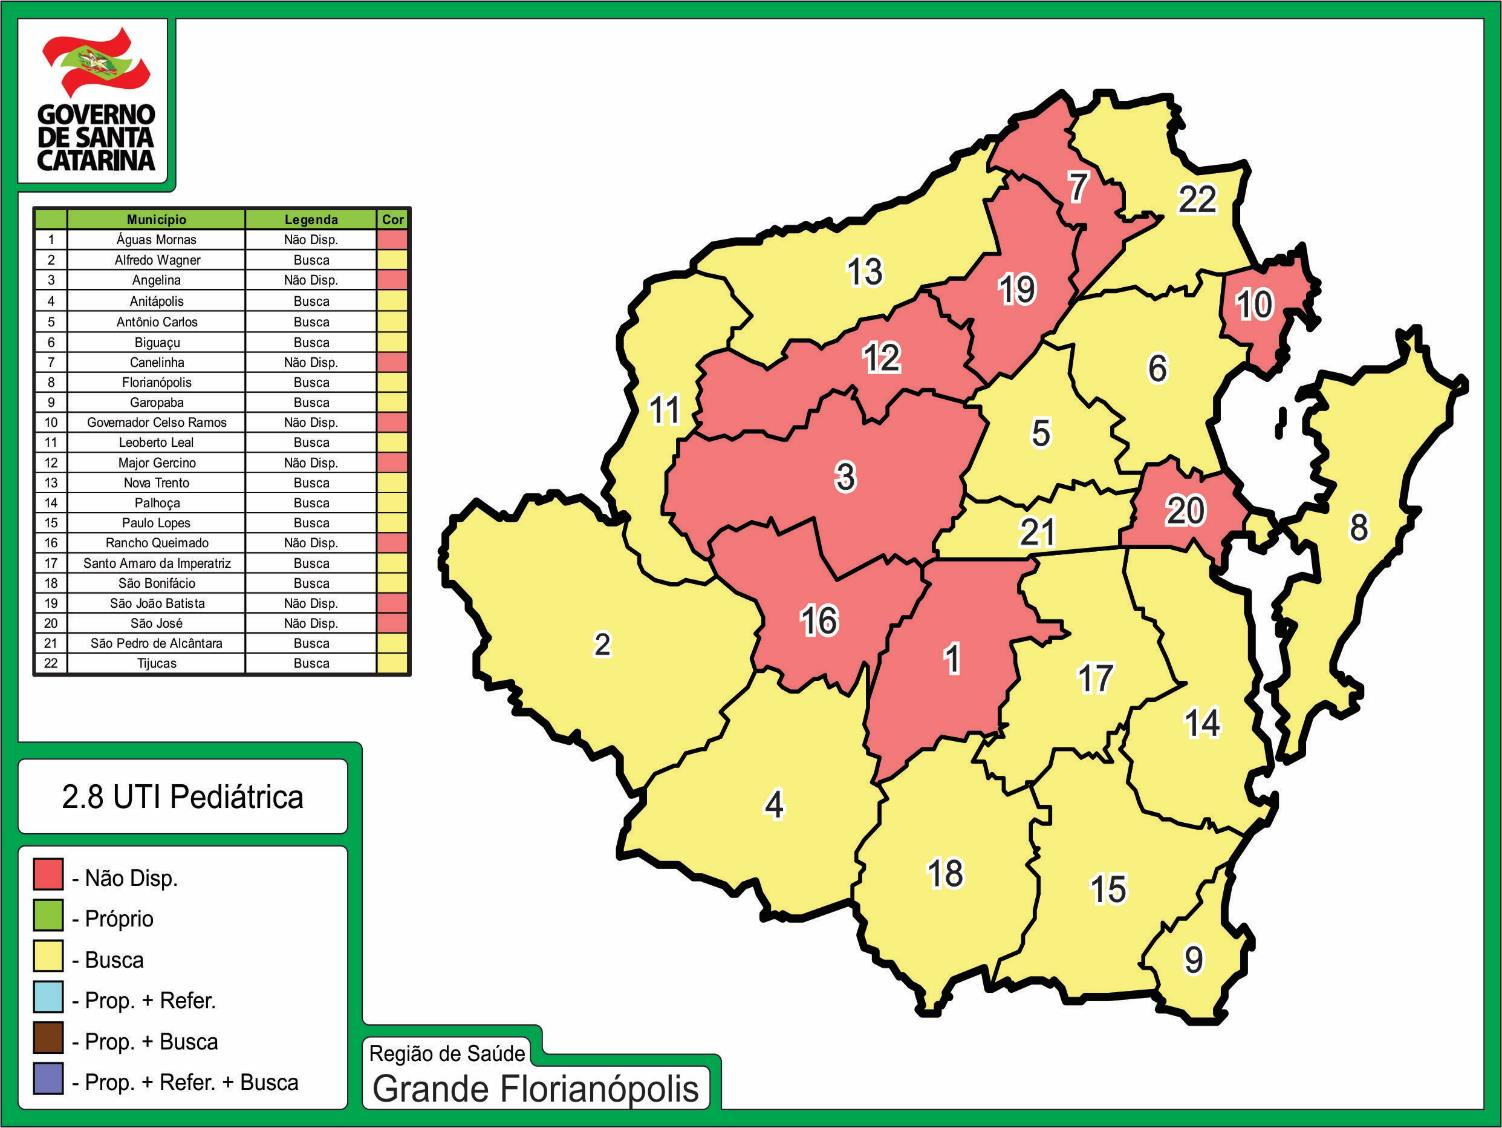 GOVERNO
DE SANTA
CATARINA
Município Legenda Cor
1 Águas Mornas Não Disp.
2 Alfredo Wagner Busca
3 Angelina Não Disp.
4 Anitápolis Busca
5 Antônio Carlos Busca
6 Biguaçu Busca
7 Canelinha Não Disp.
8 Florianópolis Busca
9 Garopaba Busca
10 Governador Celso Ramos Não Disp.
11 Leoberto Leal Busca
12 Major Gercino Não Disp.
13 Nova Trento Busca
14 Palhoça Busca
15 Paulo Lopes Busca
16 Rancho Queimado Não Disp.
17 Santo Amaro da Imperatriz Busca
18 São Bonifácio Busca
19 São João Batista Não Disp.
20 São José Não Disp.
21 São Pedro de Alcântara Busca
22 Tijucas Busca
7
22
13
19
10
12
6
11
5
3
20
21
8
16
2
1
17
14
4
18
15
9
2.8 UTI Pediátrica
- Não Disp.
- Próprio
- Busca
- Prop. + Refer.
- Prop. + Busca
- Prop. + Refer. + Busca
Região de Saúde
Grande Florianópolis